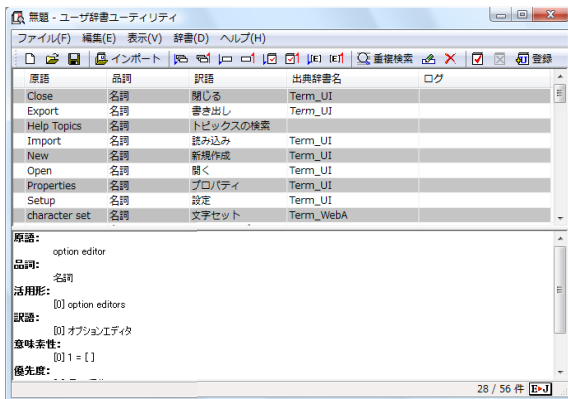 無題 - ユーザ辞書ユーティリティ
ファイル(F) 編集(E) 表示(V) 辞書(D) ヘルプ(H)
インポート 重複検索 登録
原語 品詞 訳語 出典辞書名 ログ
Close 名詞 閉じる Term_UI
Export 名詞 書き出し Term_UI
Help Topics 名詞 トピックスの検索
Import 名詞 読み込み Term_UI
New 名詞 新規作成 Term_UI
Open 名詞 開く Term_UI
Properties 名詞 プロパティ Term_UI
Setup 名詞 設定 Term_UI
character set 名詞 文字セット Term_WebA
原語:
option editor
品詞:
名詞
活用形:
[0] option editors
訳語:
[0] オプションエディタ
意味素性:
[0] 1 = [ ]
優先度:
28 / 56 件 E▸J